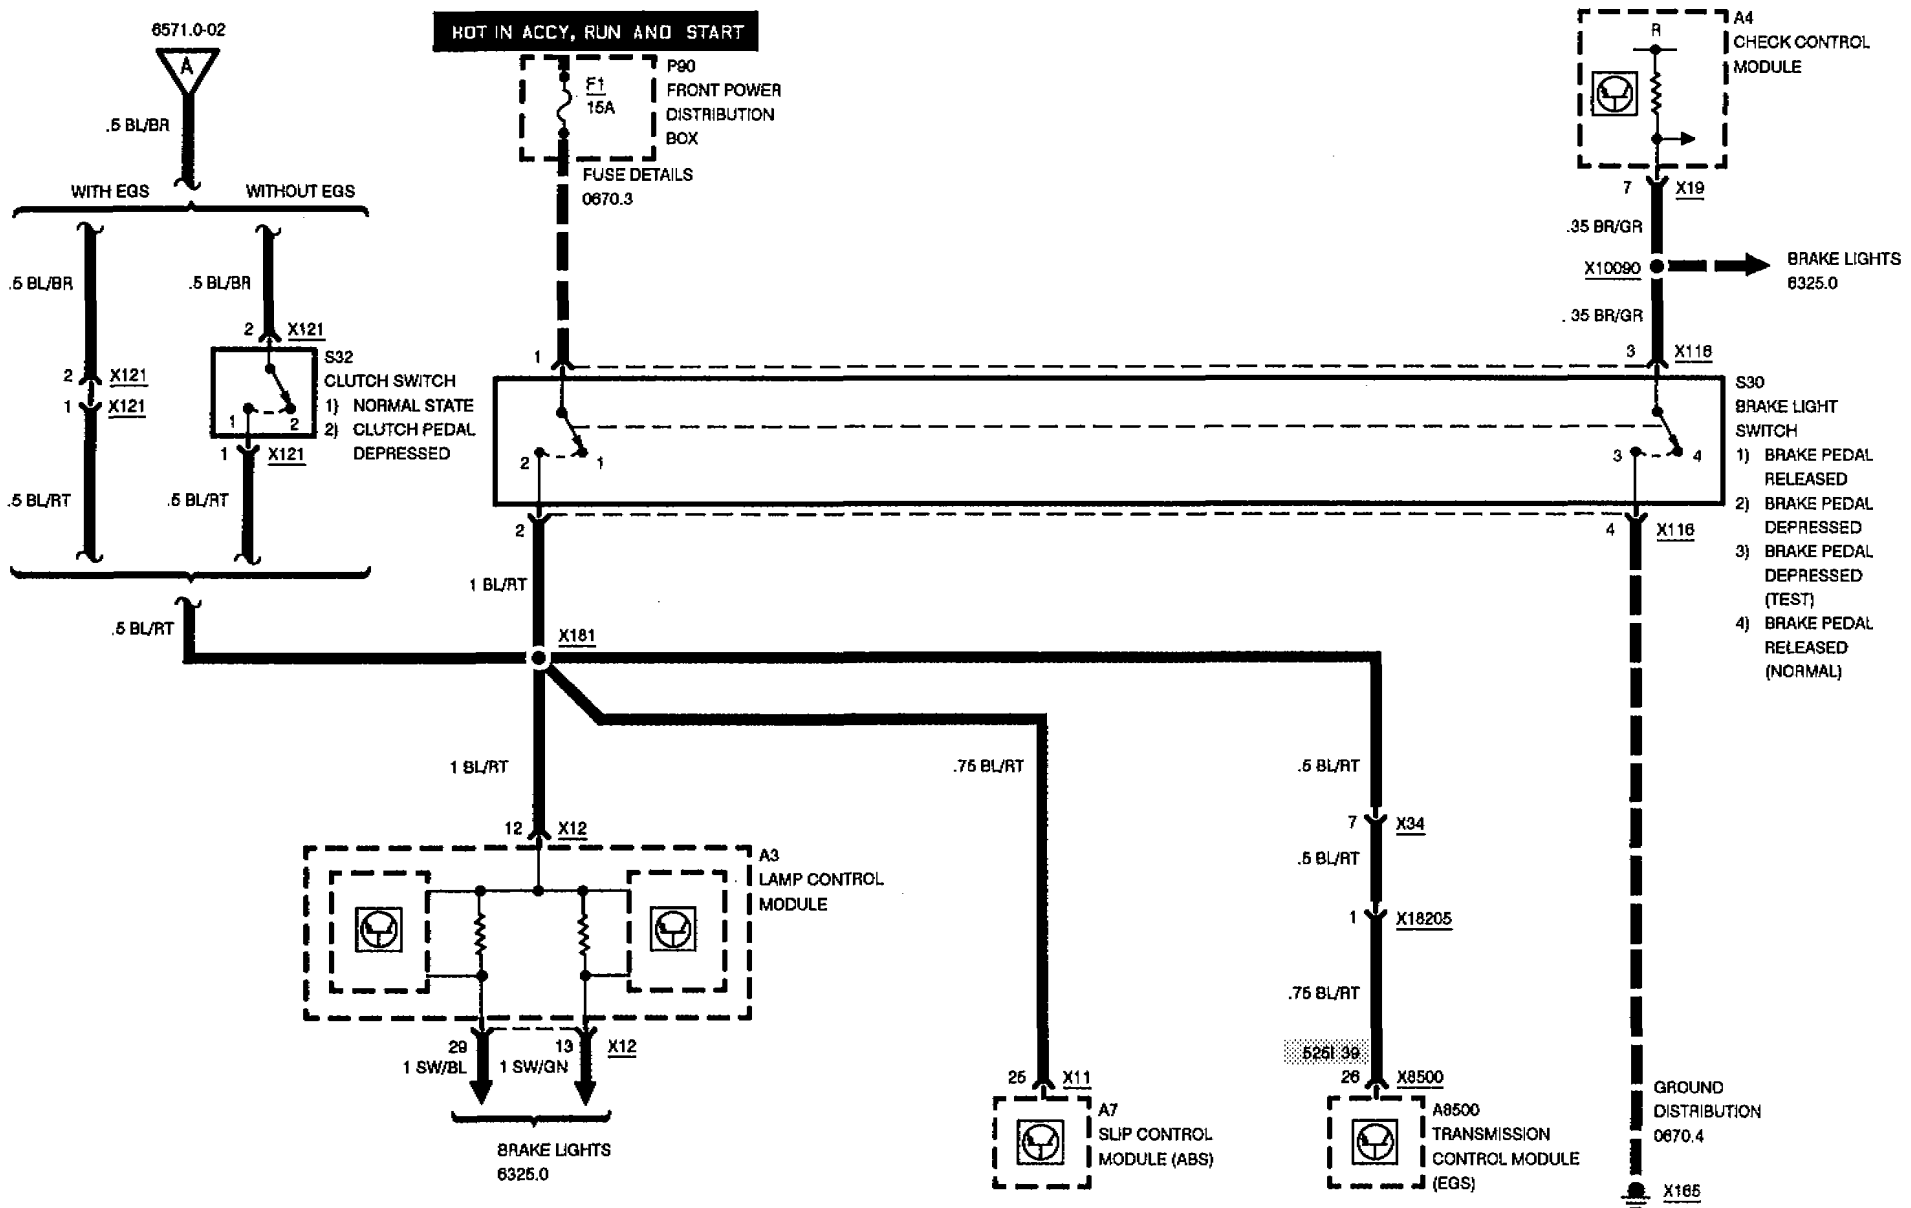 6571.0-02
A
.5 BL/BR
WITH EGS
WITHOUT EGS
.5 BL/BR
.5 BL/BR
2 X121
2 X121
1 X121
S32
CLUTCH SWITCH
1) NORMAL STATE
2) CLUTCH PEDAL
DEPRESSED
1 2
1 X121
.5 BL/RT
.5 BL/RT
.5 BL/RT
HOT IN ACCY, RUN AND START
F1
15A
P90
FRONT POWER
DISTRIBUTION
BOX
FUSE DETAILS
0670.3
A4
CHECK CONTROL
MODULE
R
7 X19
.35 BR/GR
X10090
BRAKE LIGHTS
6325.0
.35 BR/GR
1
3 X116
2 1
3 4
S30
BRAKE LIGHT
SWITCH
1) BRAKE PEDAL
RELEASED
2) BRAKE PEDAL
DEPRESSED
3) BRAKE PEDAL
DEPRESSED
(TEST)
4) BRAKE PEDAL
RELEASED
(NORMAL)
2
4 X116
1 BL/RT
X181
1 BL/RT
.75 BL/RT
.5 BL/RT
12 X12
7 X34
.5 BL/RT
A3
LAMP CONTROL
MODULE
1 X18205
.75 BL/RT
29 13 X12
1 SW/BL 1 SW/GN
BRAKE LIGHTS
6325.0
25 X11
A7
SLIP CONTROL
MODULE (ABS)
525i 39
26 X8500
A8500
TRANSMISSION
CONTROL MODULE
(EGS)
GROUND
DISTRIBUTION
0670.4
X165